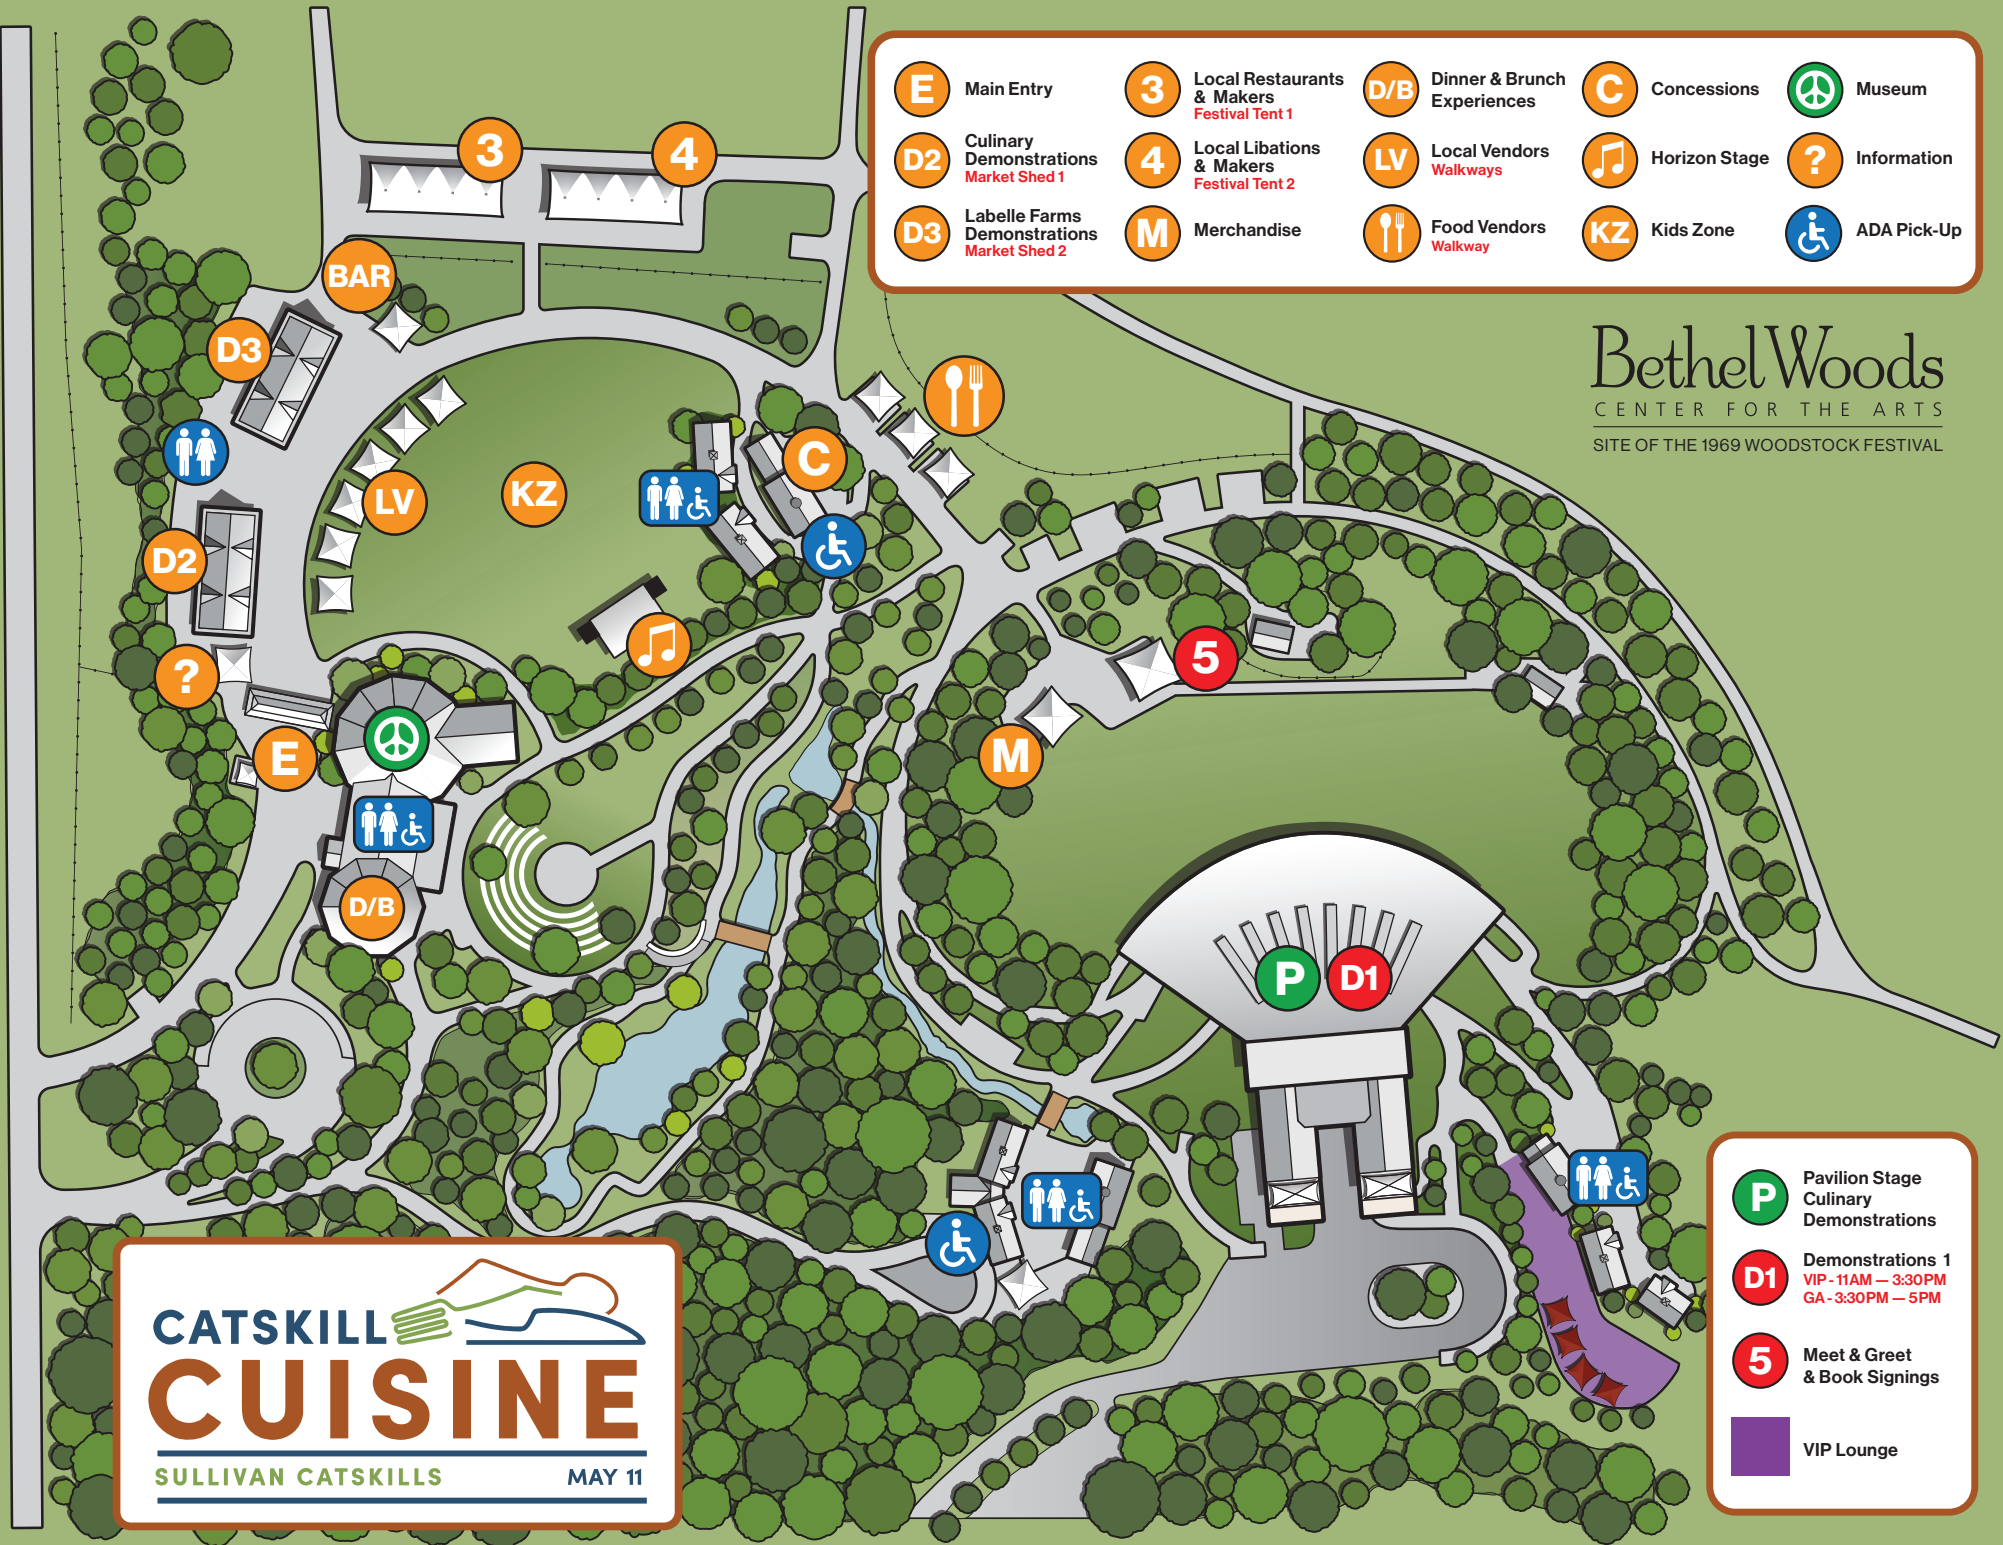 E Main Entry
D2 Culinary
Demonstrations
Market Shed 1
D3 Labelle Farms
Demonstrations
Market Shed 2
3 Local Restaurants
& Makers
Festival Tent 1
4 Local Libations
& Makers
Festival Tent 2
M Merchandise
D/B Dinner & Brunch
Experiences
LV Local Vendors
Walkways
Food Vendors
Walkway
C Concessions
Horizon Stage
KZ Kids Zone
Museum
? Information
ADA Pick-Up
Bethel Woods
CENTER FOR THE ARTS
SITE OF THE 1969 WOODSTOCK FESTIVAL
3
4
BAR
D3
LV
KZ
C
D2
?
5
E
M
D/B
P
D1
P Pavilion Stage
Culinary
Demonstrations
D1 Demonstrations 1
VIP - 11AM — 3:30PM
GA - 3:30PM — 5PM
5 Meet & Greet
& Book Signings
VIP Lounge
CATSKILL
CUISINE
SULLIVAN CATSKILLS MAY 11